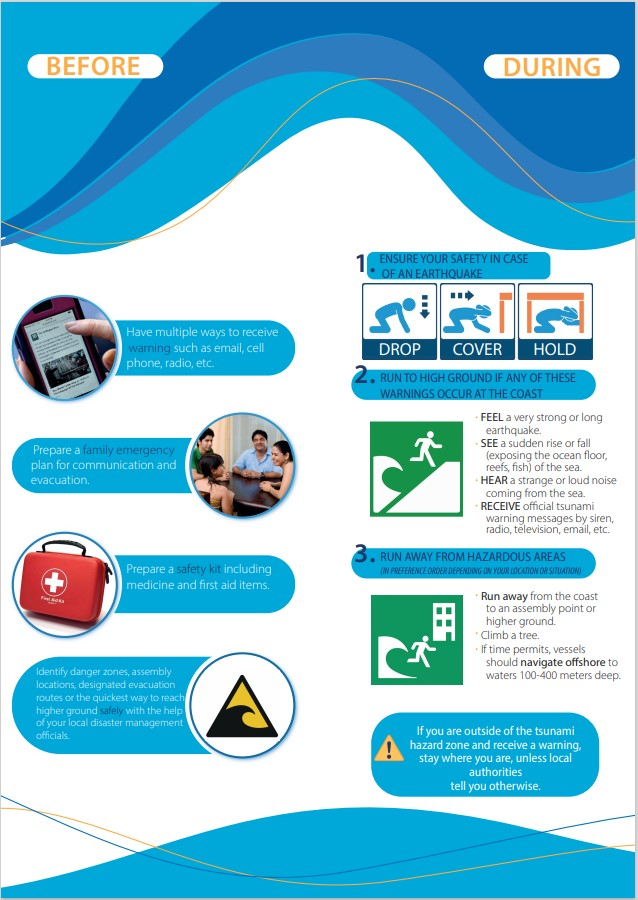 BEFORE
DURING
Have multiple ways to receive
warning such as email, cell
phone, radio, etc.
Prepare a family emergency
plan for communication and
evacuation.
First Aid Kit
Prepare a safety kit including
medicine and first aid items.
Identify danger zones, assembly
locations, designated evacuation
routes or the quickest way to reach
higher ground safely with the help
of your local disaster management
officials.
1. ENSURE YOUR SAFETY IN CASE
OF AN EARTHQUAKE
DROP
COVER
HOLD
2. RUN TO HIGH GROUND IF ANY OF THESE
WARNINGS OCCUR AT THE COAST
· FEEL a very strong or long
earthquake.
· SEE a sudden rise or fall
(exposing the ocean floor,
reefs, fish) of the sea.
· HEAR a strange or loud noise
coming from the sea.
· RECEIVE official tsunami
warning messages by siren,
radio, television, email, etc.
3. RUN AWAY FROM HAZARDOUS AREAS
(IN PREFERENCE ORDER DEPENDING ON YOUR LOCATION OR SITUATION)
· Run away from the coast
to an assembly point or
higher ground.
· Climb a tree.
· If time permits, vessels
should navigate offshore to
waters 100-400 meters deep.
If you are outside of the tsunami
hazard zone and receive a warning,
stay where you are, unless local
authorities
tell you otherwise.